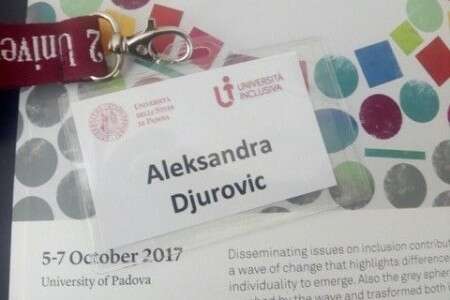 2 Unive
UNIVERSITÀ
DEGLI STUDI
DI PADOVA
UNIVERSITÀ
INCLUSIVA
Aleksandra
Djurovic
5-7 October 2017
University of Padova
Disseminating issues on inclusion contribut
a wave of change that highlights difference
individuality to emerge. Also the grey sphere
by the wave and trasformed both